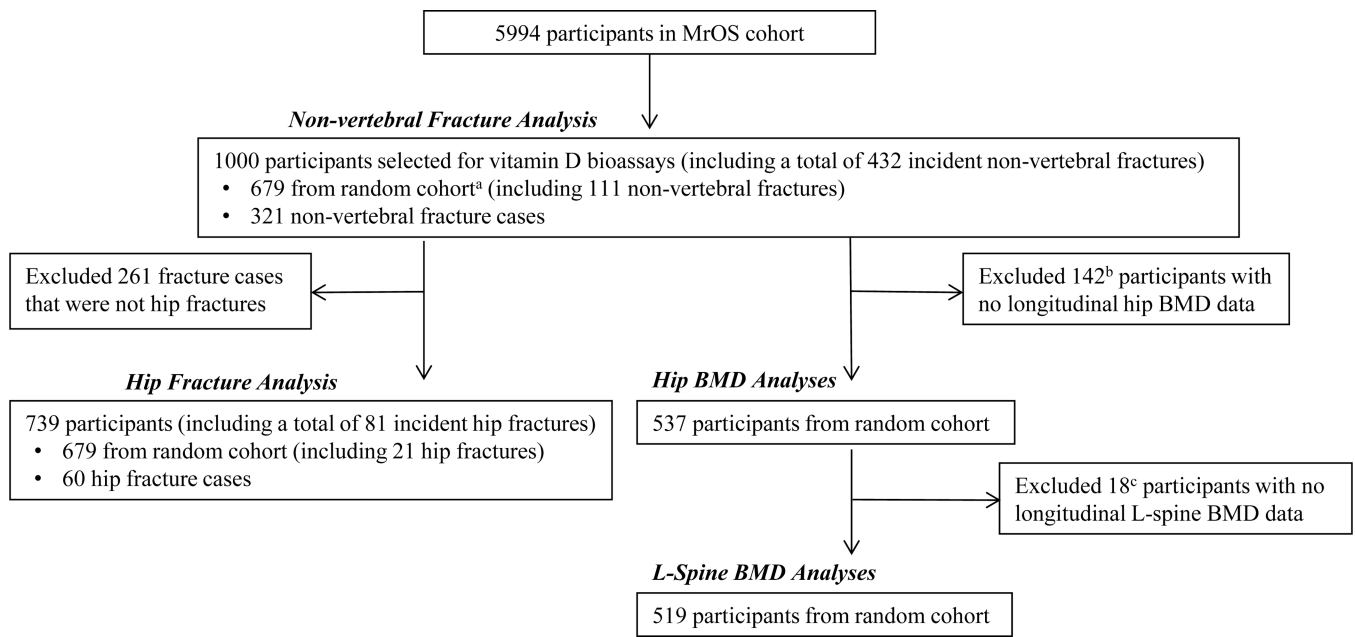 5994 participants in MrOS cohort
Non-vertebral Fracture Analysis
1000 participants selected for vitamin D bioassays (including a total of 432 incident non-vertebral fractures)
• 679 from random cohortᵃ (including 111 non-vertebral fractures)
• 321 non-vertebral fracture cases
Excluded 261 fracture cases
that were not hip fractures
Excluded 142ᵇ participants with
no longitudinal hip BMD data
Hip Fracture Analysis
739 participants (including a total of 81 incident hip fractures)
• 679 from random cohort (including 21 hip fractures)
• 60 hip fracture cases
Hip BMD Analyses
537 participants from random cohort
Excluded 18ᶜ participants with no
longitudinal L-spine BMD data
L-Spine BMD Analyses
519 participants from random cohort